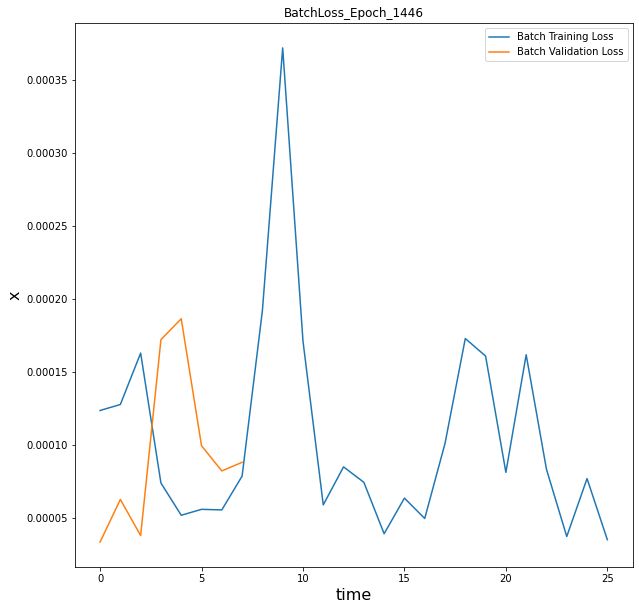 BatchLoss_Epoch_1446
Batch Training Loss
Batch Validation Loss
0.00035
0.00030
0.00025
0.00020
0.00015
0.00010
0.00005
x
0 5 10 15 20 25
time